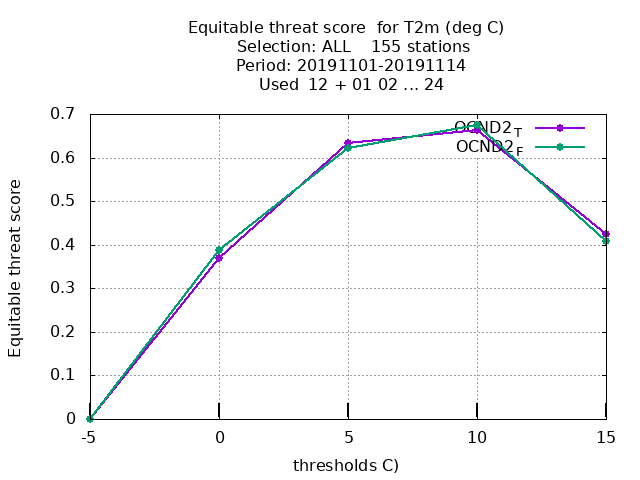 Equitable threat score for T2m (deg C)
Selection: ALL 155 stations
Period: 20191101-20191114
Used 12 + 01 02 ... 24
0.7
OCND2T
0.6
OCND2F
0.5
0.4
0.3
0.2
0.1
0
-5 0 5 10 15
Equitable threat score
thresholds C)